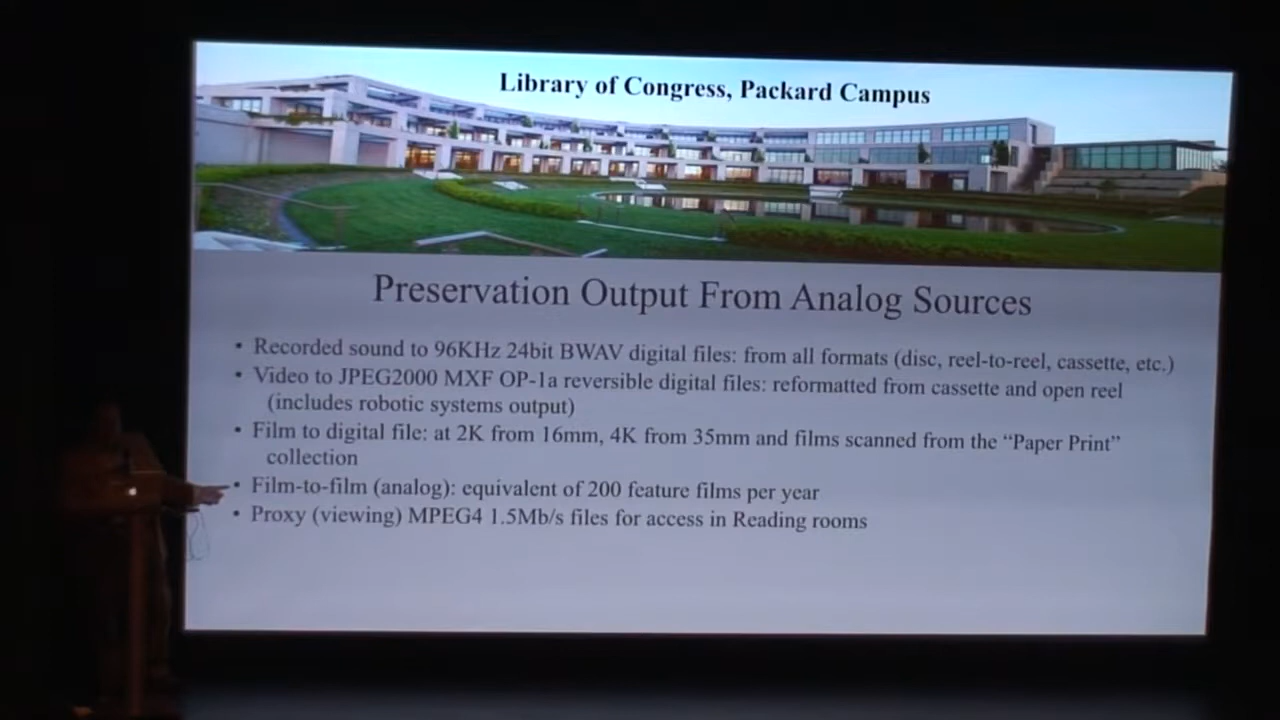 Library of Congress, Packard Campus
Preservation Output From Analog Sources
• Recorded sound to 96KHz 24bit BWAV digital files: from all formats (disc, reel-to-reel, cassette, etc.)
• Video to JPEG2000 MXF OP-1a reversible digital files: reformatted from cassette and open reel
(includes robotic systems output)
• Film to digital file: at 2K from 16mm, 4K from 35mm and films scanned from the “Paper Print”
collection
• Film-to-film (analog): equivalent of 200 feature films per year
• Proxy (viewing) MPEG4 1.5Mb/s files for access in Reading rooms